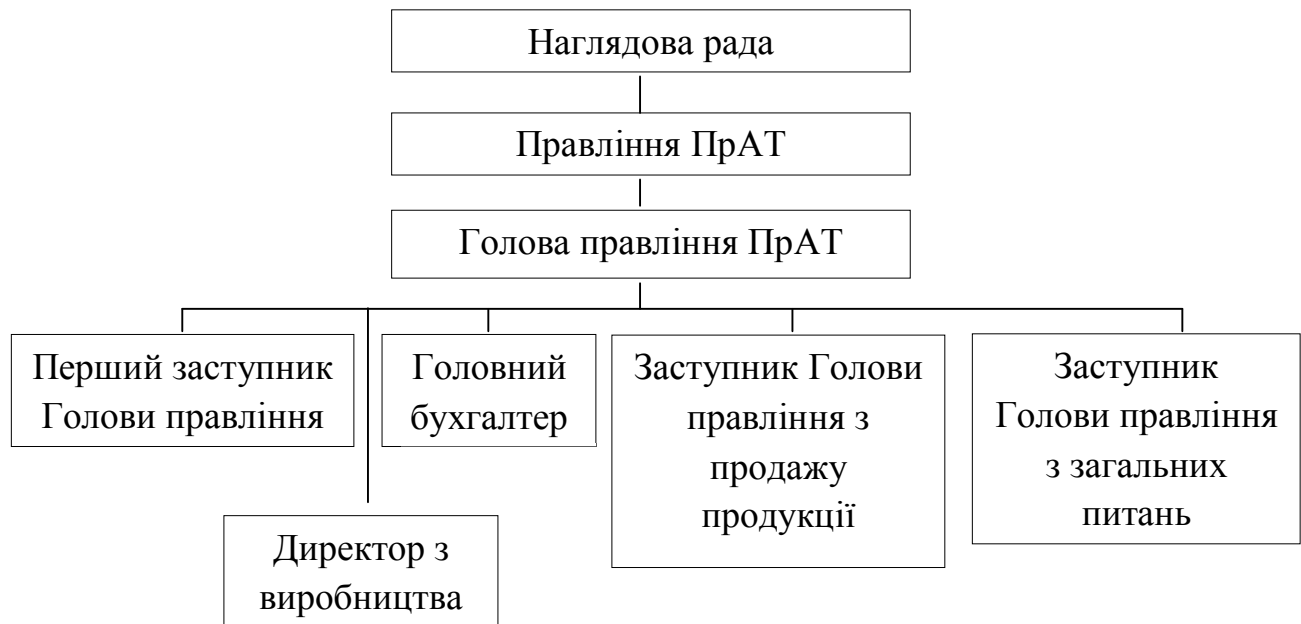 Наглядова рада
Правління ПрАТ
Голова правління ПрАТ
Перший заступник
Голови правління
Головний
бухгалтер
Заступник Голови
правління з
продажу
продукції
Заступник
Голови правління
з загальних
питань
Директор з
виробництва